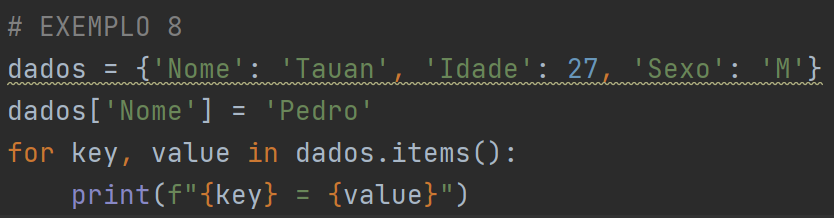 # EXEMPLO 8
dados = {'Nome': 'Tauan', 'Idade': 27, 'Sexo': 'M'}
dados['Nome'] = 'Pedro'
for key, value in dados.items():
    print(f"{key} = {value}")